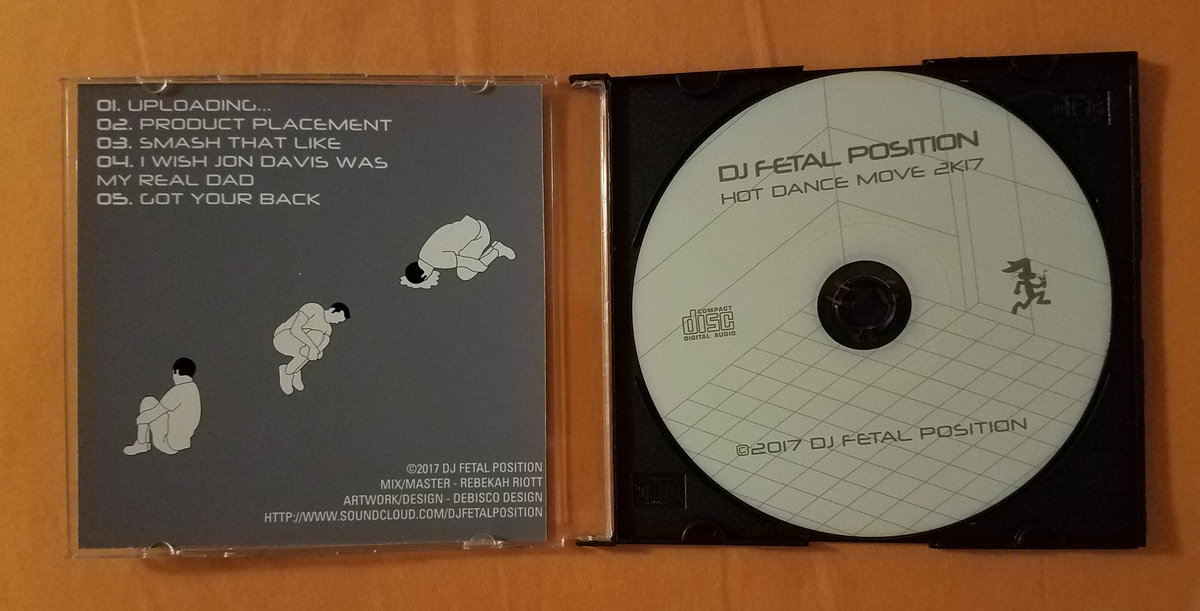 01. UPLOADING...
02. PRODUCT PLACEMENT
03. SMASH THAT LIKE
04. I WISH JON DAVIS WAS
MY REAL DAD
05. GOT YOUR BACK
©2017 DJ FETAL POSITION
MIX/MASTER - REBEKAH RIOTT
ARTWORK/DESIGN - DEBISCO DESIGN
HTTP://WWW.SOUNDCLOUD.COM/DJFETALPOSITION
DJ FETAL POSITION
HOT DANCE MOVE 2K17
COMPACT
disc
DIGITAL AUDIO
©2017 DJ FETAL POSITION